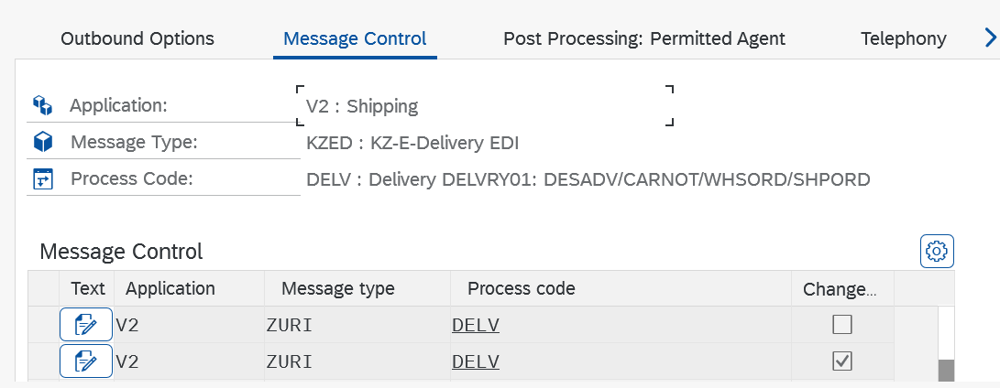 Outbound Options Message Control Post Processing: Permitted Agent Telephony
Application: V2 : Shipping
Message Type: KZED : KZ-E-Delivery EDI
Process Code: DELV : Delivery DELVRY01: DESADV/CARNOT/WHSORD/SHPORD
Message Control
Text Application Message type Process code Change...
V2 ZURI DELV
V2 ZURI DELV